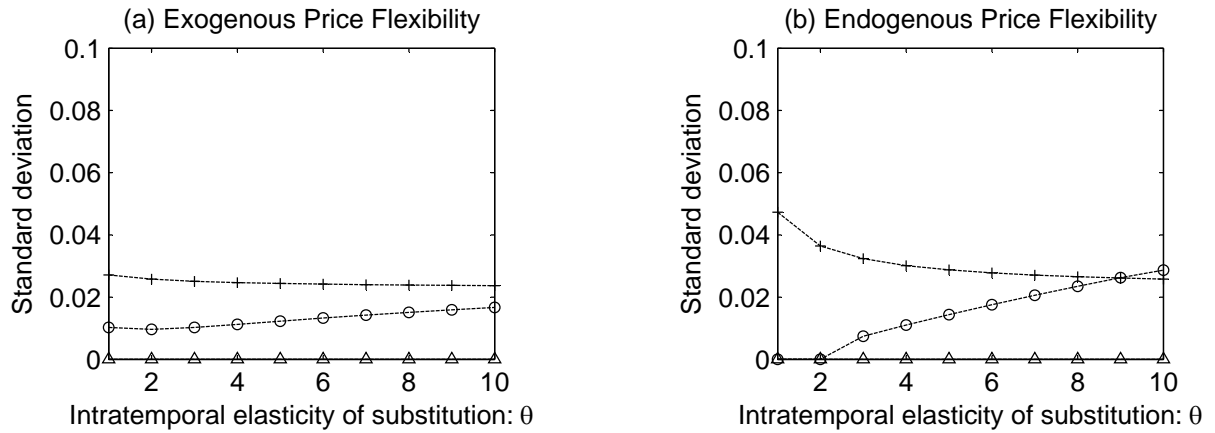 (a) Exogenous Price Flexibility
0.1
0.08
0.06
0.04
0.02
0
Standard deviation
2 4 6 8 10
Intratemporal elasticity of substitution: θ
(b) Endogenous Price Flexibility
0.1
0.08
0.06
0.04
0.02
0
Standard deviation
2 4 6 8 10
Intratemporal elasticity of substitution: θ